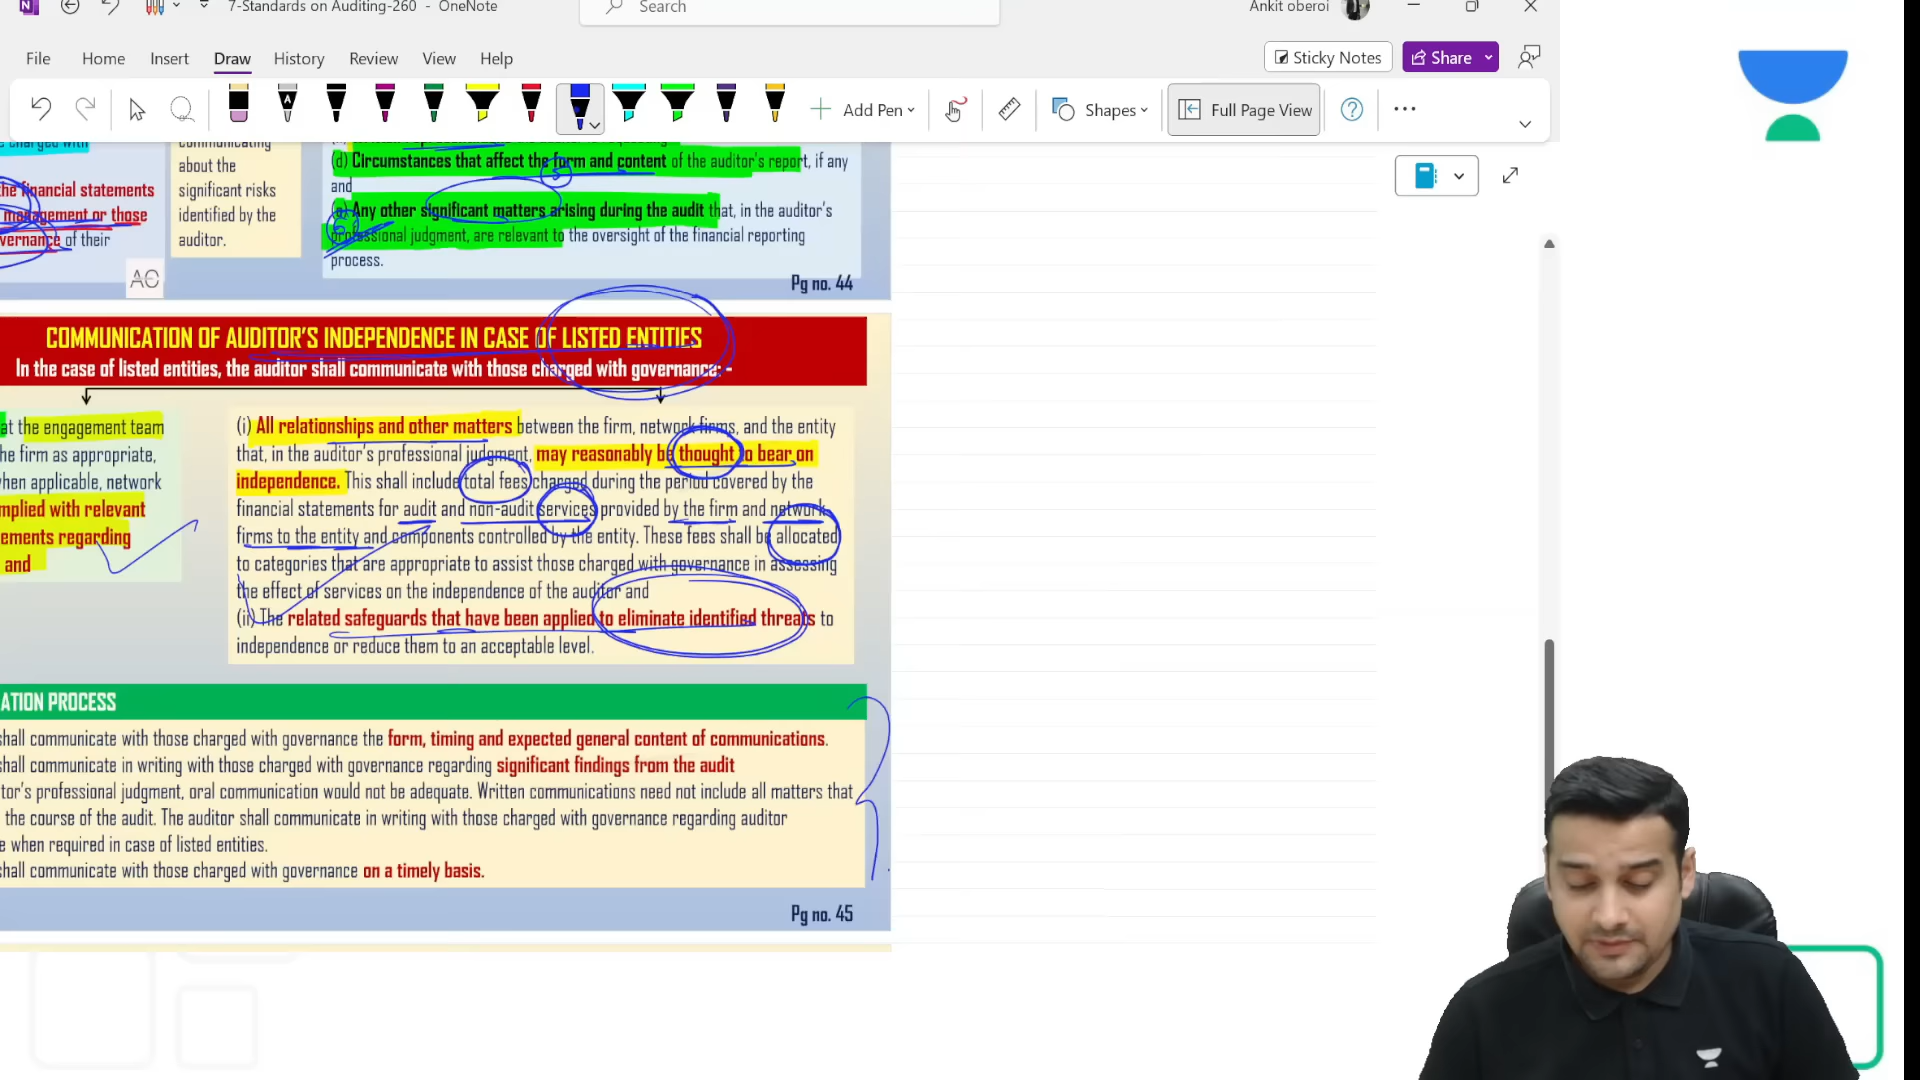 7-Standards on Auditing-260 - OneNote
Search
Ankit oberoi
File Home Insert Draw History Review View Help
Sticky Notes
Share
Add Pen
Shapes
Full Page View
e charged with
the financial statements
management or those
vernance of their
communicating
about the
significant risks
identified by the
auditor.
(d) Circumstances that affect the form and content of the auditor's report, if any
and
Any other significant matters arising during the audit that, in the auditor's
professional judgment, are relevant to the oversight of the financial reporting
process.
5
6
Pg no. 44
COMMUNICATION OF AUDITOR'S INDEPENDENCE IN CASE OF LISTED ENTITIES
In the case of listed entities, the auditor shall communicate with those charged with governance: -
at the engagement team
he firm as appropriate,
when applicable, network
mplied with relevant
ements regarding
and
(i) All relationships and other matters between the firm, network firms, and the entity
that, in the auditor's professional judgment, may reasonably be thought to bear on
independence. This shall include total fees charged during the period covered by the
financial statements for audit and non-audit services provided by the firm and network
firms to the entity and components controlled by the entity. These fees shall be allocated
to categories that are appropriate to assist those charged with governance in assessing
the effect of services on the independence of the auditor and
(ii) The related safeguards that have been applied to eliminate identified threats to
independence or reduce them to an acceptable level.
ATION PROCESS
shall communicate with those charged with governance the form, timing and expected general content of communications.
shall communicate in writing with those charged with governance regarding significant findings from the audit
tor's professional judgment, oral communication would not be adequate. Written communications need not include all matters that
the course of the audit. The auditor shall communicate in writing with those charged with governance regarding auditor
e when required in case of listed entities.
shall communicate with those charged with governance on a timely basis.
Pg no. 45